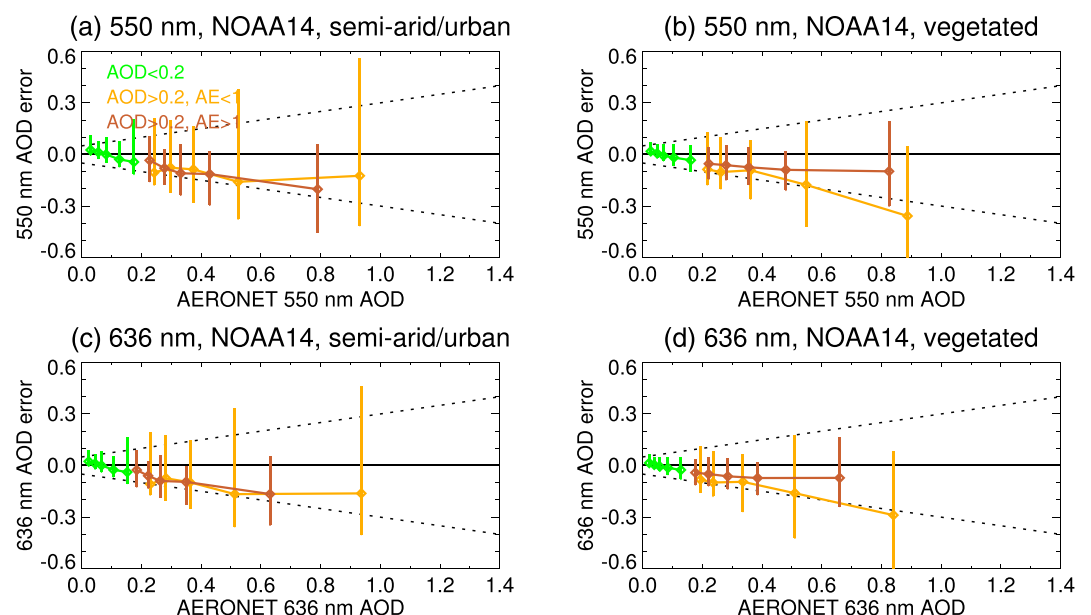 (a) 550 nm, NOAA14, semi-arid/urban
0.6
0.3
0.0
-0.3
-0.6
550 nm AOD error
AOD<0.2
AOD>0.2, AE<1
AOD>0.2, AE>1
0.0 0.2 0.4 0.6 0.8 1.0 1.2 1.4
AERONET 550 nm AOD
(b) 550 nm, NOAA14, vegetated
0.6
0.3
0.0
-0.3
-0.6
550 nm AOD error
0.0 0.2 0.4 0.6 0.8 1.0 1.2 1.4
AERONET 550 nm AOD
(c) 636 nm, NOAA14, semi-arid/urban
0.6
0.3
0.0
-0.3
-0.6
636 nm AOD error
0.0 0.2 0.4 0.6 0.8 1.0 1.2 1.4
AERONET 636 nm AOD
(d) 636 nm, NOAA14, vegetated
0.6
0.3
0.0
-0.3
-0.6
636 nm AOD error
0.0 0.2 0.4 0.6 0.8 1.0 1.2 1.4
AERONET 636 nm AOD